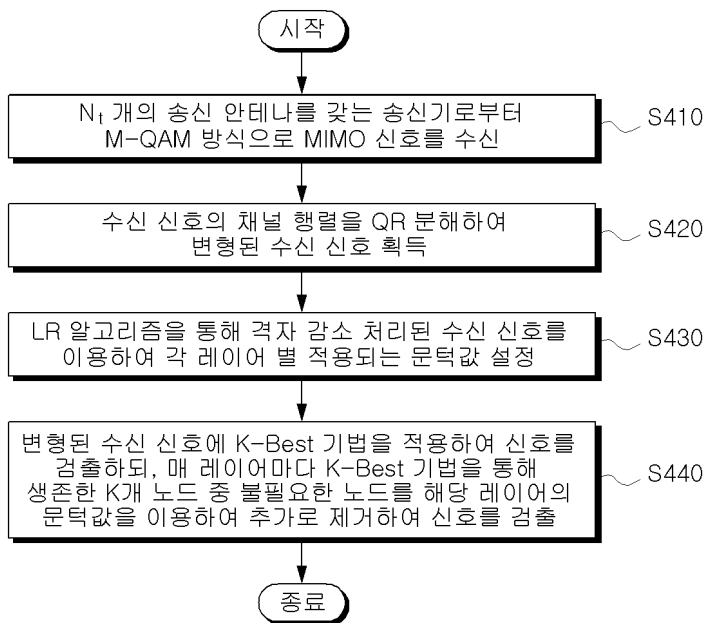 시작
Nt 개의 송신 안테나를 갖는 송신기로부터
M-QAM 방식으로 MIMO 신호를 수신
S410
수신 신호의 채널 행렬을 QR 분해하여
변형된 수신 신호 획득
S420
LR 알고리즘을 통해 격자 감소 처리된 수신 신호를
이용하여 각 레이어 별 적용되는 문턱값 설정
S430
변형된 수신 신호에 K-Best 기법을 적용하여 신호를
검출하되, 매 레이어마다 K-Best 기법을 통해
생존한 K개 노드 중 불필요한 노드를 해당 레이어의
문턱값을 이용하여 추가로 제거하여 신호를 검출
S440
종료